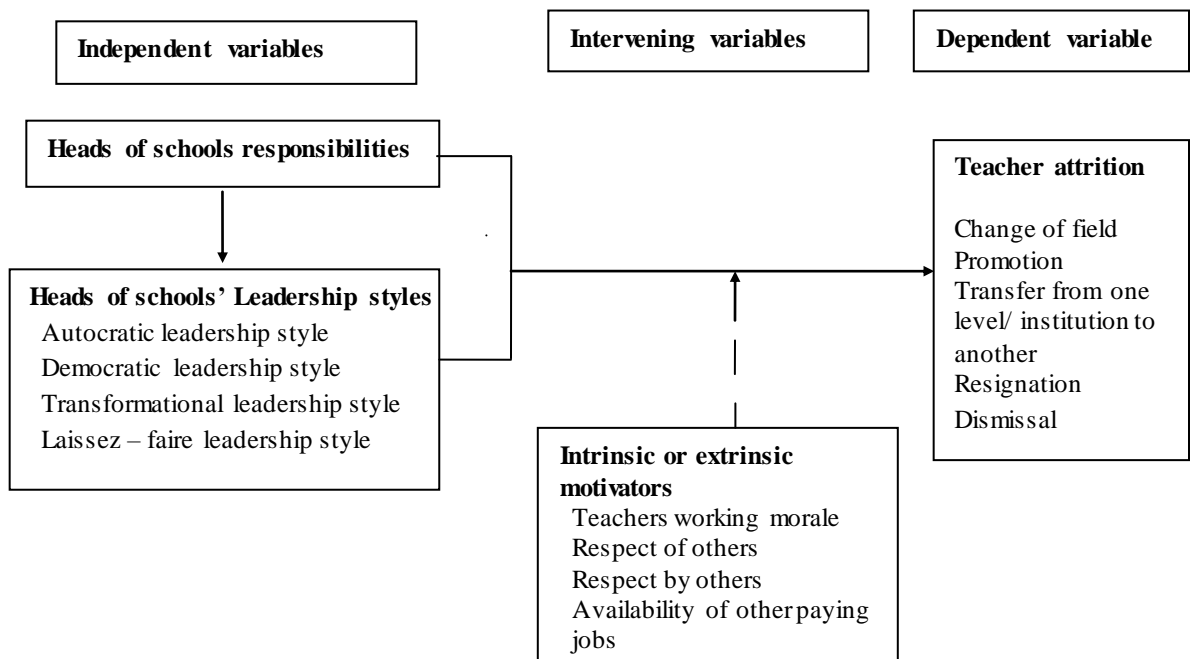 Independent variables
Intervening variables
Dependent variable
Heads of schools responsibilities
Heads of schools' Leadership styles
Autocratic leadership style
Democratic leadership style
Transformational leadership style
Laissez – faire leadership style
Intrinsic or extrinsic
motivators
Teachers working morale
Respect of others
Respect by others
Availability of other paying
jobs
Teacher attrition
Change of field
Promotion
Transfer from one
level/ institution to
another
Resignation
Dismissal